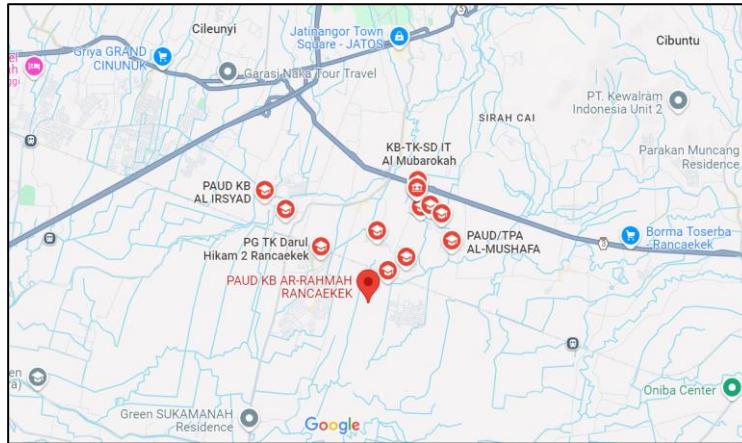 Cileunyi
Jatinangor Town
Square - JATOS
5
Cibuntu
Griya GRAND
CINUNUK
Garasi Naka Tour Travel
PT. Kewalram
Indonesia Unit 2
SIRAH CAI
KB-TK-SD IT
Al Mubarokah
Parakan Muncang
Residence
PAUD KB
AL IRSYAD
PG TK Darul
Hikam 2 Rancaekek
PAUD/TPA
AL-MUSHAFA
3
Borma Toserba
- Rancaekek
PAUD KB AR-RAHMAH
RANCAEKEK
Oniba Center
Green SUKAMANAH
Residence
Google